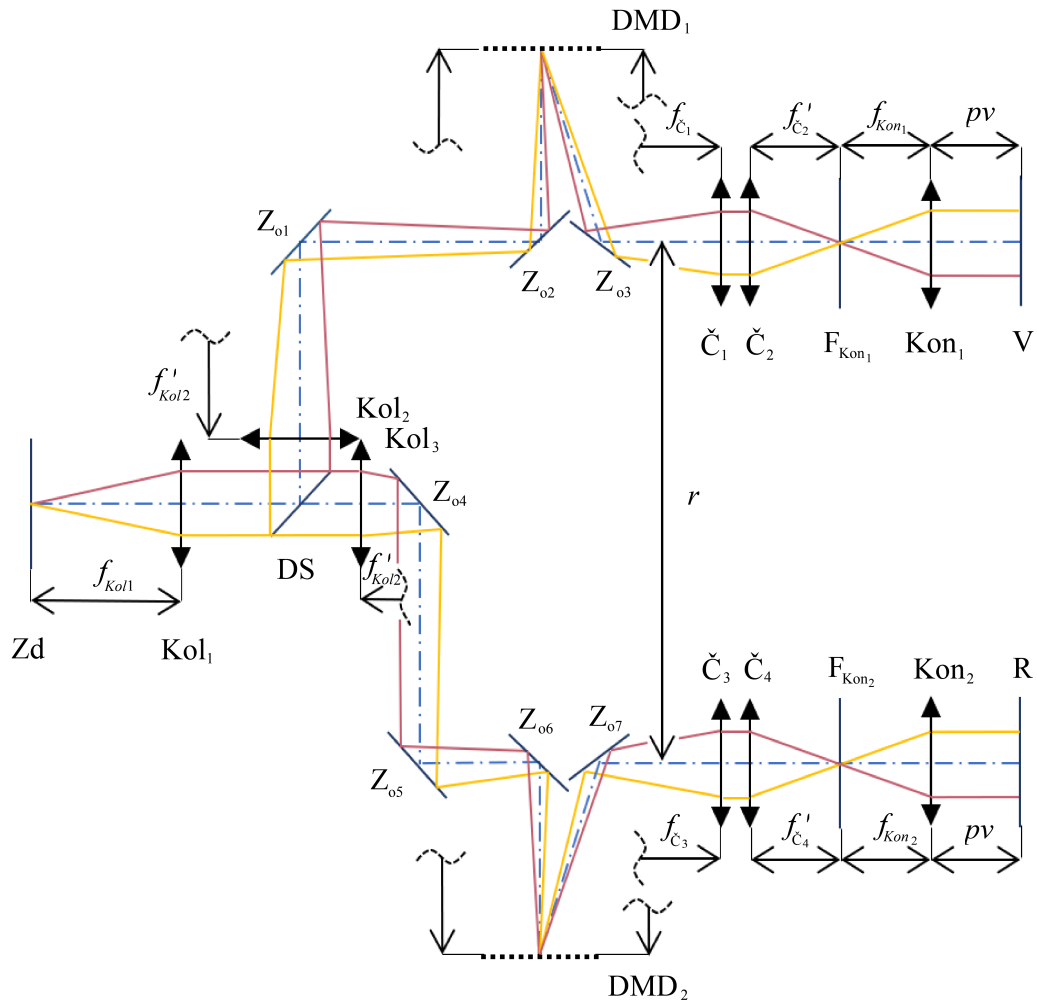 DMD₁
f_Č₁ f'_Č₂ f_Kon₁ pv
Z_o1
Z_o2 Z_o3
Č₁ Č₂ F_Kon₁ Kon₁ V
f'_Kol2
Kol₂
Kol₃
Z_o4
r
DS
f_Kol1 f'_Kol2
Zd Kol₁
Č₃ Č₄ F_Kon₂ Kon₂ R
Z_o6 Z_o7
Z_o5
f_Č₃ f'_Č₄ f_Kon₂ pv
DMD₂